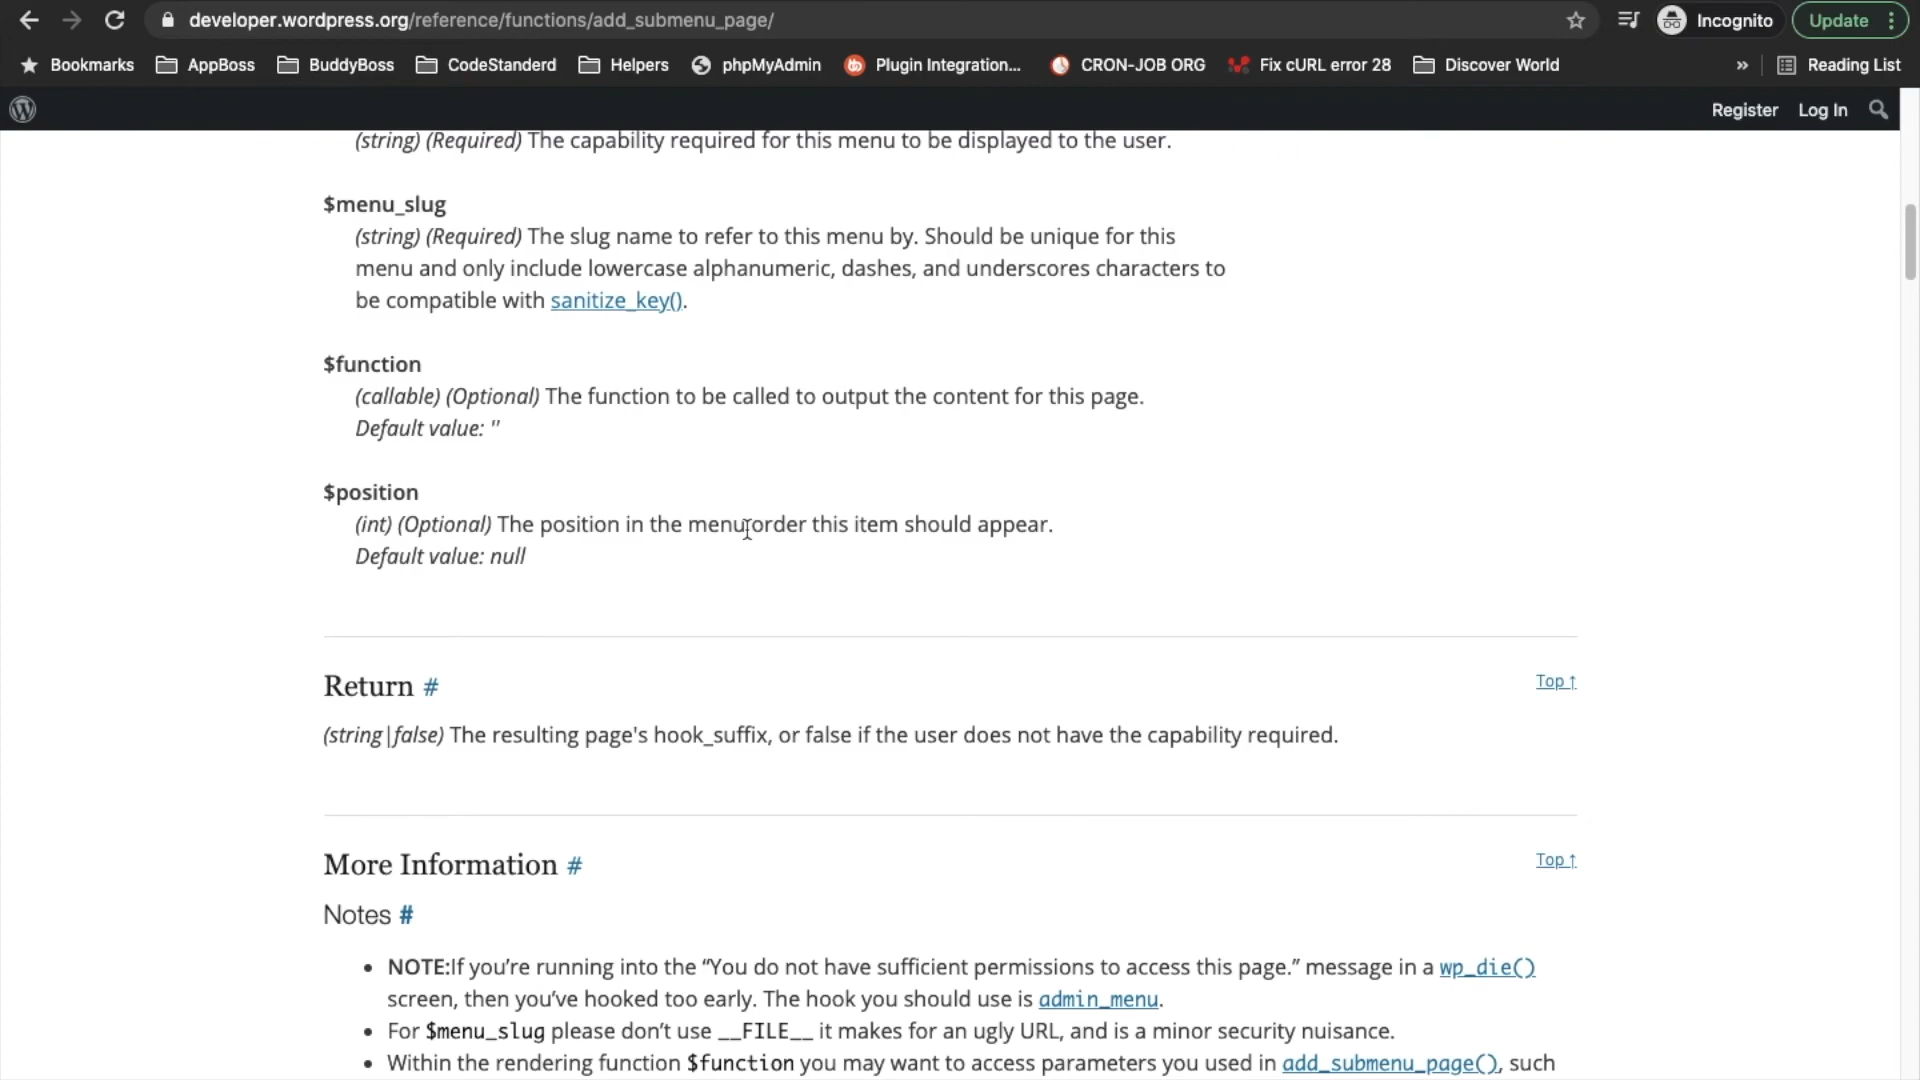 developer.wordpress.org/reference/functions/add_submenu_page/
Incognito
Update
Bookmarks
AppBoss
BuddyBoss
CodeStanderd
Helpers
phpMyAdmin
Plugin Integration...
CRON-JOB ORG
Fix cURL error 28
Discover World
»
Reading List
Register
Log In
(string) (Required) The capability required for this menu to be displayed to the user.
$menu_slug
(string) (Required) The slug name to refer to this menu by. Should be unique for this
menu and only include lowercase alphanumeric, dashes, and underscores characters to
be compatible with sanitize_key().
$function
(callable) (Optional) The function to be called to output the content for this page.
Default value: ''
$position
(int) (Optional) The position in the menu order this item should appear.
Default value: null
Return #
Top ↑
(string|false) The resulting page's hook_suffix, or false if the user does not have the capability required.
More Information #
Top ↑
Notes #
• NOTE:If you’re running into the “You do not have sufficient permissions to access this page.” message in a wp_die()
screen, then you’ve hooked too early. The hook you should use is admin_menu.
• For $menu_slug please don’t use __FILE__ it makes for an ugly URL, and is a minor security nuisance.
• Within the rendering function $function you may want to access parameters you used in add_submenu_page(), such